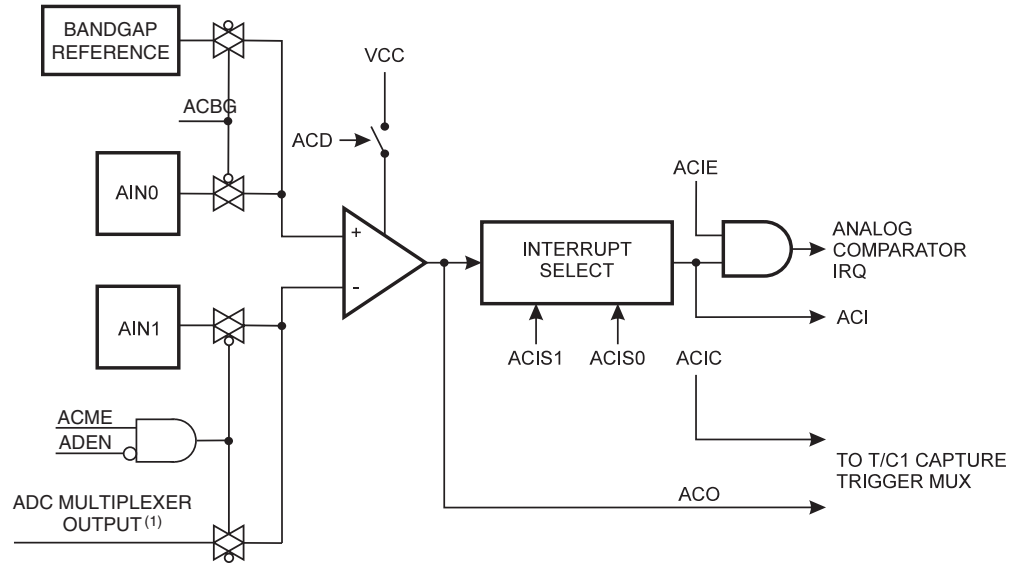 BANDGAP
REFERENCE
ACBG
VCC
ACD
AIN0
ACIE
+
-
INTERRUPT
SELECT
ANALOG
COMPARATOR
IRQ
AIN1
ACI
ACIS1
ACIS0
ACIC
ACME
ADEN
TO T/C1 CAPTURE
TRIGGER MUX
ADC MULTIPLEXER
OUTPUT(1)
ACO